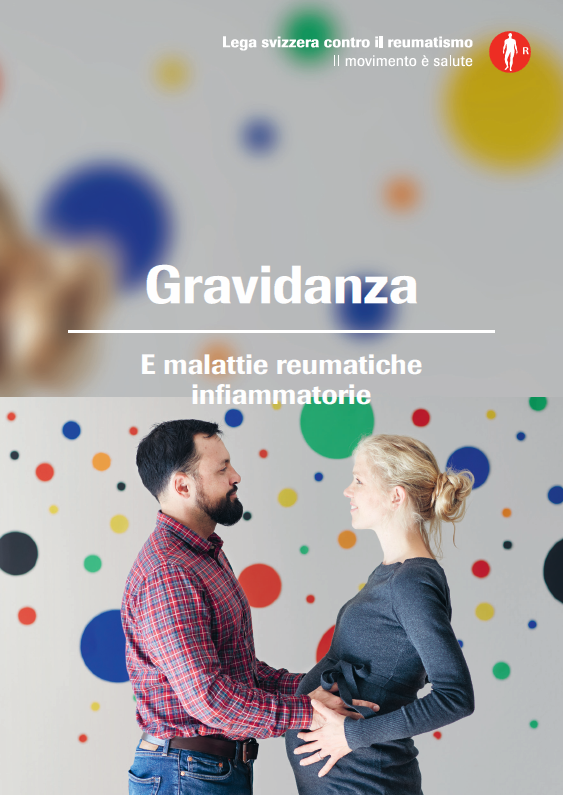 Lega svizzera contro il reumatismo
Il movimento è salute
R
Gravidanza
E malattie reumatiche
infiammatorie